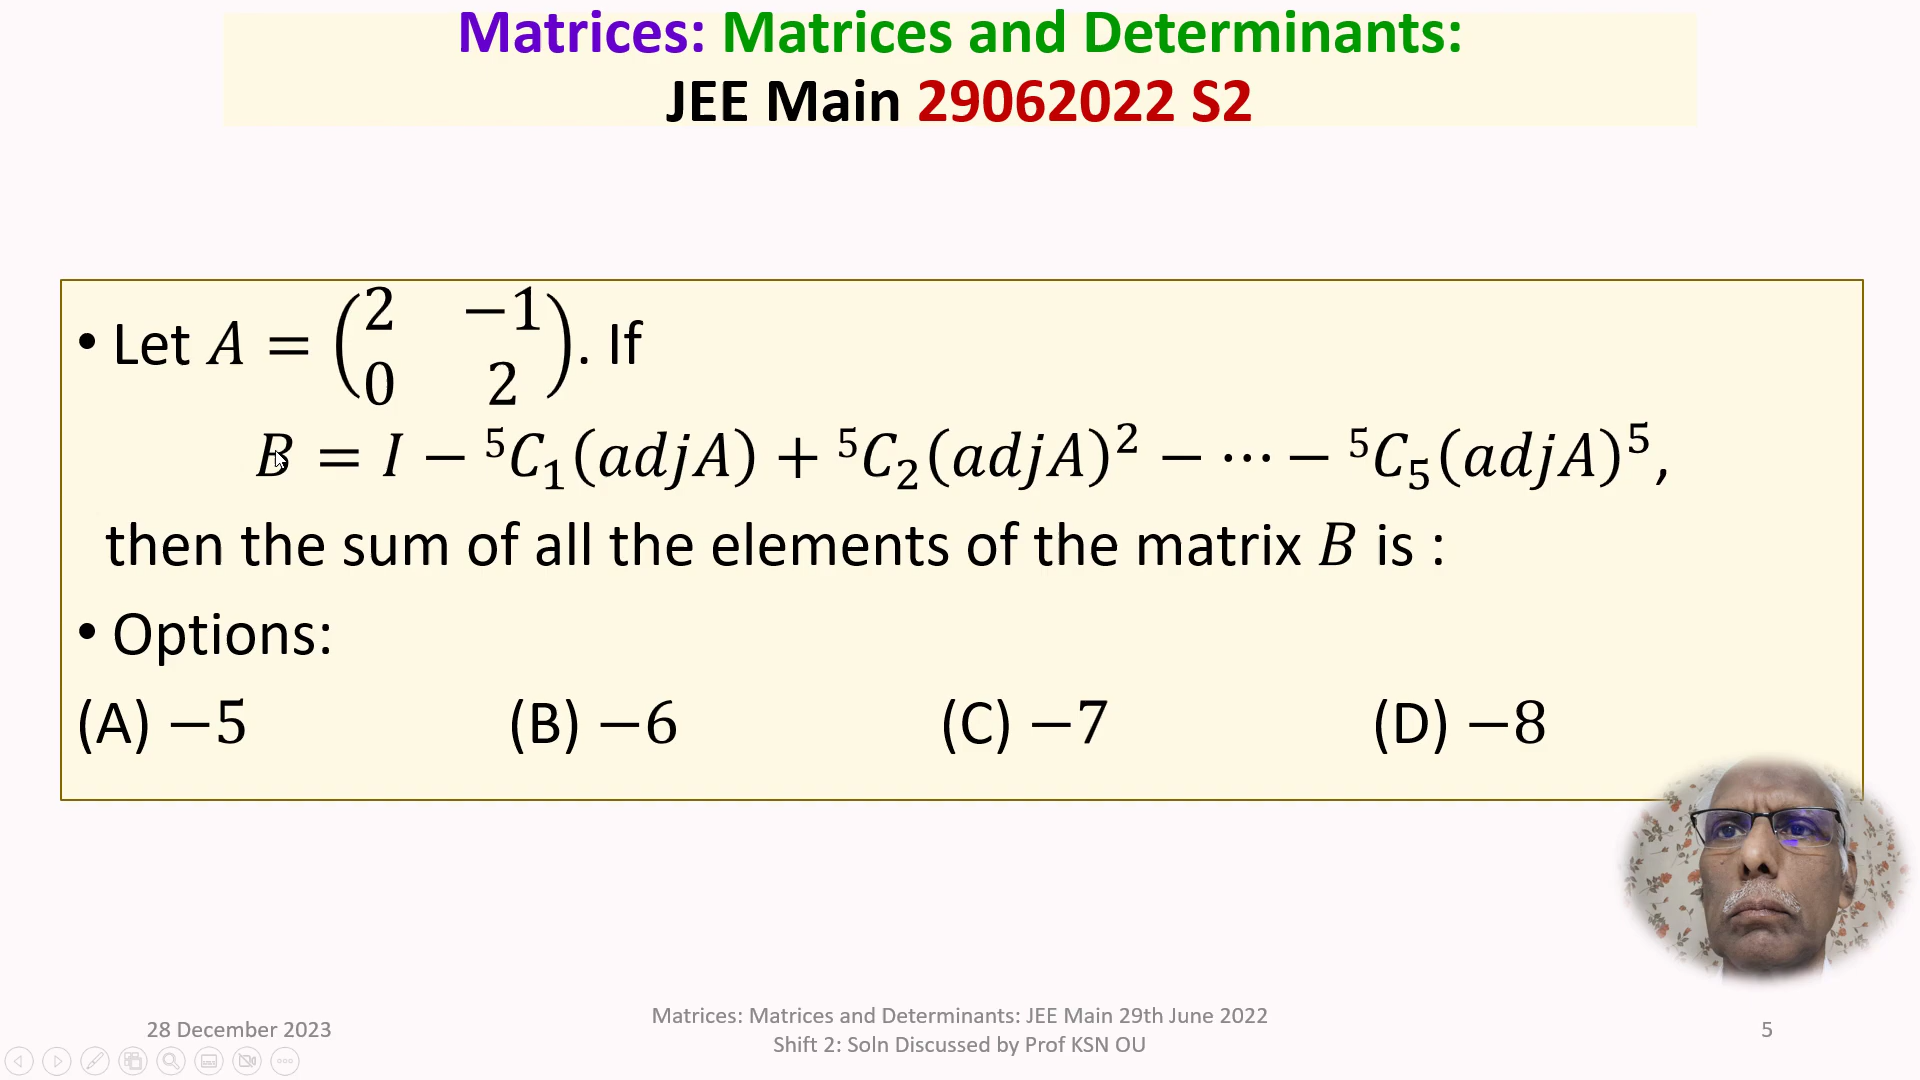 Matrices: Matrices and Determinants:
JEE Main 29062022 S2
• Let A = (2 −1
0 2). If
B = I − ⁵C₁(adjA) + ⁵C₂(adjA)² − ⋯ − ⁵C₅(adjA)⁵,
then the sum of all the elements of the matrix B is :
• Options:
(A) −5 (B) −6 (C) −7 (D) −8
28 December 2023
Matrices: Matrices and Determinants: JEE Main 29th June 2022
Shift 2: Soln Discussed by Prof KSN OU
5